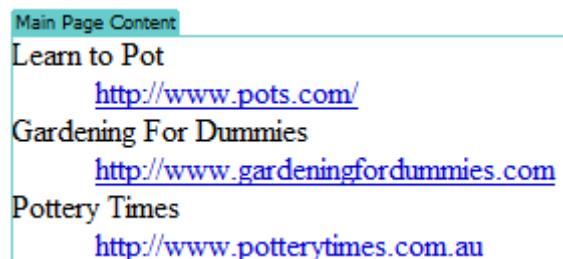 Main Page Content
Learn to Pot
http://www.pots.com/
Gardening For Dummies
http://www.gardeningfordummies.com
Pottery Times
http://www.potterytimes.com.au